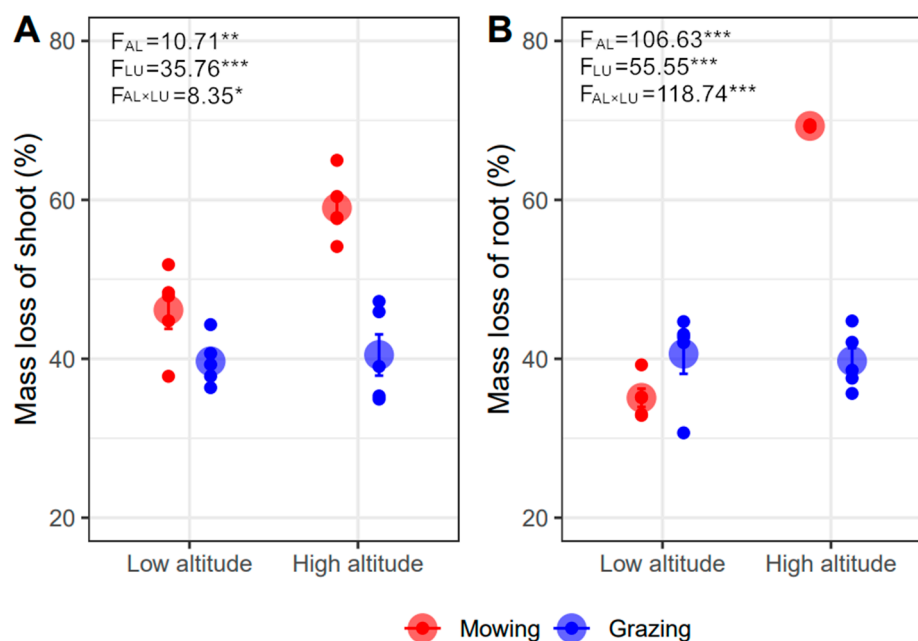 A
F_AL=10.71**
F_LU=35.76***
F_AL×LU=8.35*
Mass loss of shoot (%)
80
60
40
20
Low altitude High altitude
B
F_AL=106.63***
F_LU=55.55***
F_AL×LU=118.74***
Mass loss of root (%)
80
60
40
20
Low altitude High altitude
Mowing Grazing